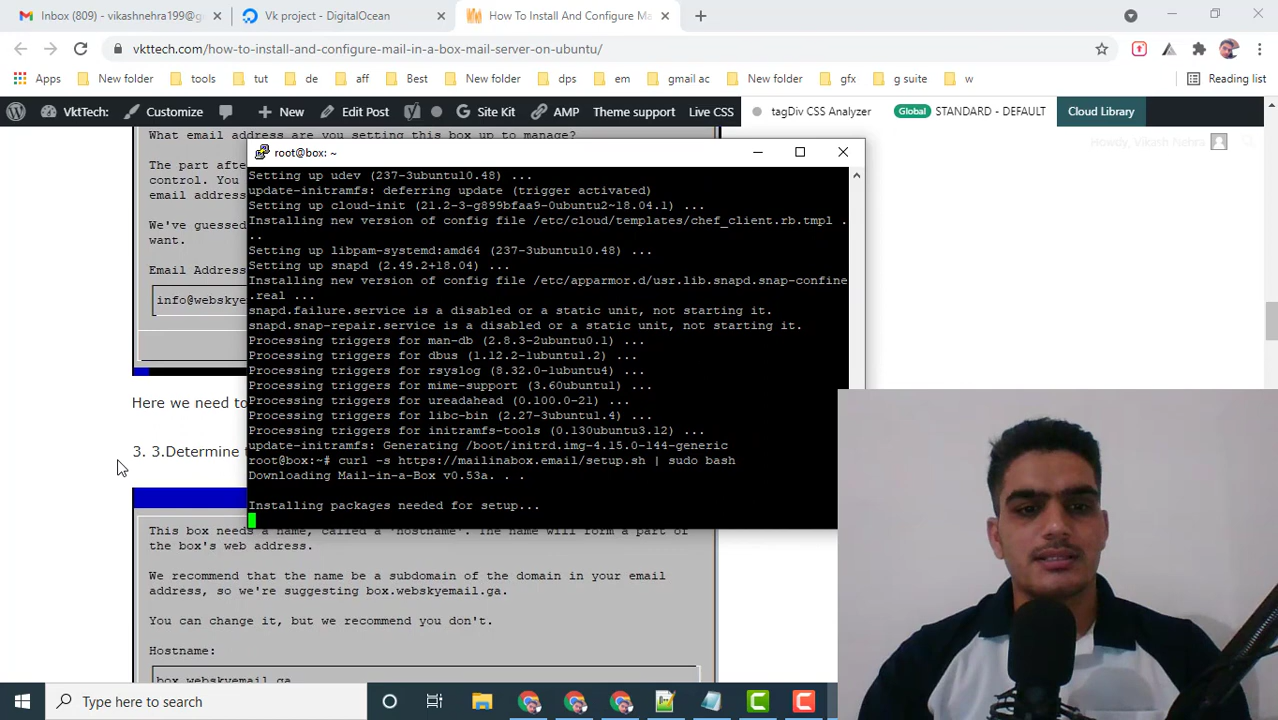 Inbox (809) - vikashnehra199@g
Vk project - DigitalOcean
How To Install And Configure Ma
vkttech.com/how-to-install-and-configure-mail-in-a-box-mail-server-on-ubuntu/
Apps
New folder
tools
tut
de
aff
Best
New folder
dps
em
gmail ac
New folder
gfx
g suite
w
Reading list
VkTech:
Customize
New
Edit Post
Site Kit
AMP
Theme support
Live CSS
tagDiv CSS Analyzer
Global
STANDARD - DEFAULT
Cloud Library
Howdy, Vikash Nehra
What email address are you setting this box up to manage?
The part afte
control. You
email address
We've guessed
want.
Email Address
info@webskye
Here we need to
3. 3.Determine
root@box: ~
Setting up udev (237-3ubuntu10.48) ...
update-initramfs: deferring update (trigger activated)
Setting up cloud-init (21.2-3-g899bfaa9-0ubuntu2~18.04.1) ...
Installing new version of config file /etc/cloud/templates/chef_client.rb.tmpl .
..
Setting up libpam-systemd:amd64 (237-3ubuntu10.48) ...
Setting up snapd (2.49.2+18.04) ...
Installing new version of config file /etc/apparmor.d/usr.lib.snapd.snap-confine
.real ...
snapd.failure.service is a disabled or a static unit, not starting it.
snapd.snap-repair.service is a disabled or a static unit, not starting it.
Processing triggers for man-db (2.8.3-2ubuntu0.1) ...
Processing triggers for dbus (1.12.2-1ubuntu1.2) ...
Processing triggers for rsyslog (8.32.0-1ubuntu4) ...
Processing triggers for mime-support (3.60ubuntu1) ...
Processing triggers for ureadahead (0.100.0-21) ...
Processing triggers for libc-bin (2.27-3ubuntu1.4) ...
Processing triggers for initramfs-tools (0.130ubuntu3.12) ...
update-initramfs: Generating /boot/initrd.img-4.15.0-144-generic
root@box:~# curl -s https://mailinabox.email/setup.sh | sudo bash
Downloading Mail-in-a-Box v0.53a. . .
Installing packages needed for setup...
This box needs a name, called a 'hostname'. The name will form a part of
the box's web address.
We recommend that the name be a subdomain of the domain in your email
address, so we're suggesting box.webskyemail.ga.
You can change it, but we recommend you don't.
Hostname:
box.webskyemail.ga
Type here to search